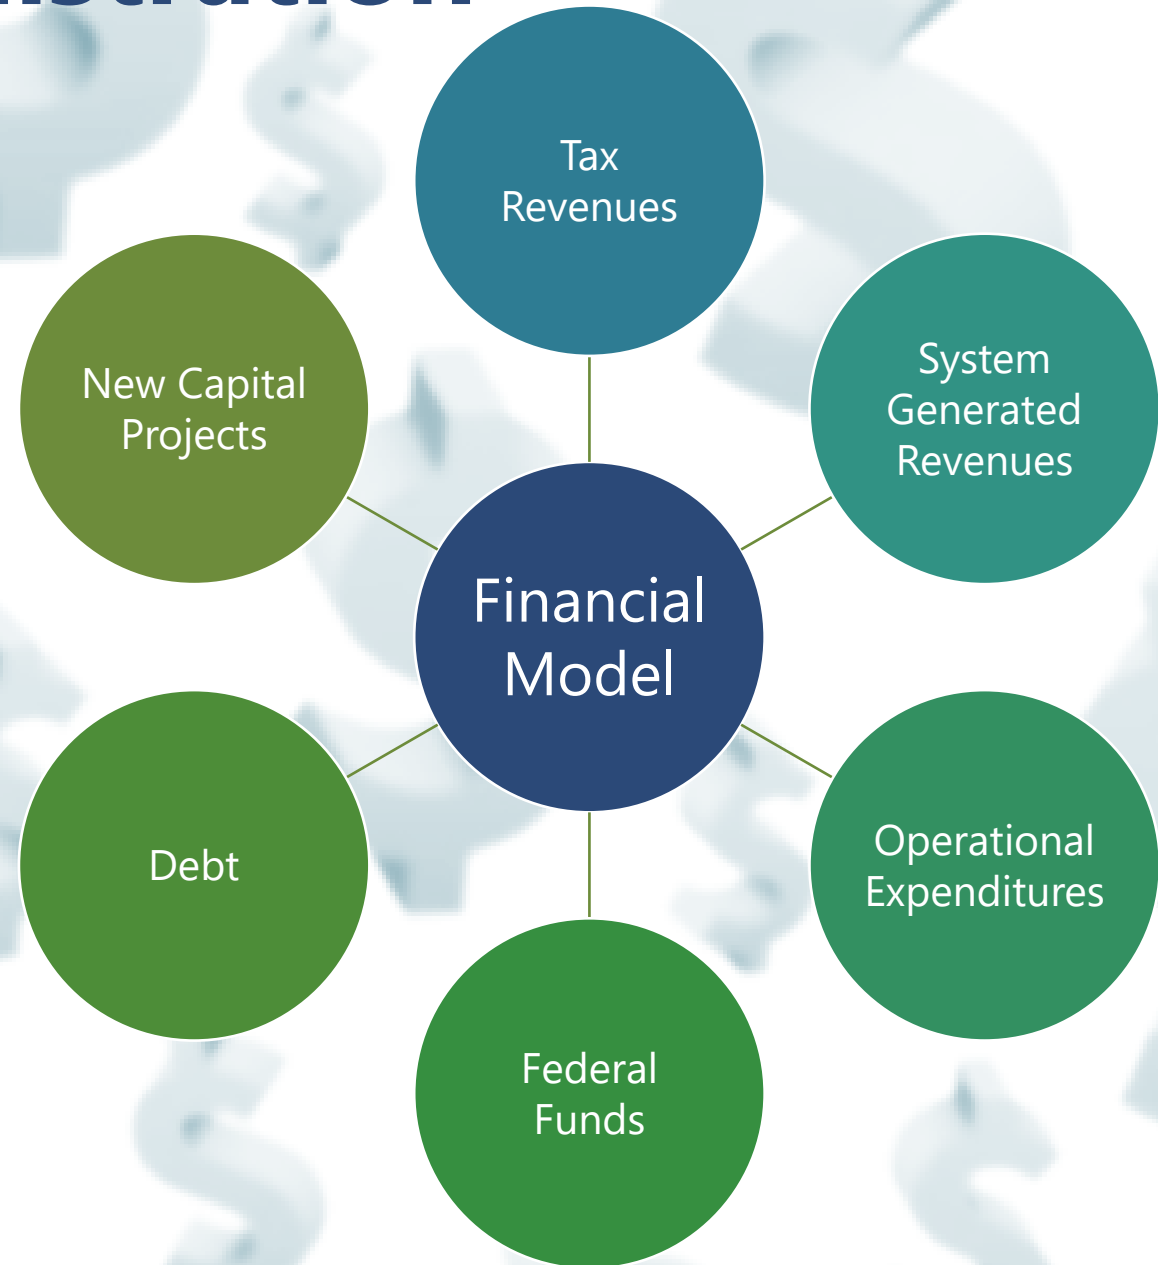 Tax
Revenues
System
Generated
Revenues
New Capital
Projects
Financial
Model
Operational
Expenditures
Debt
Federal
Funds